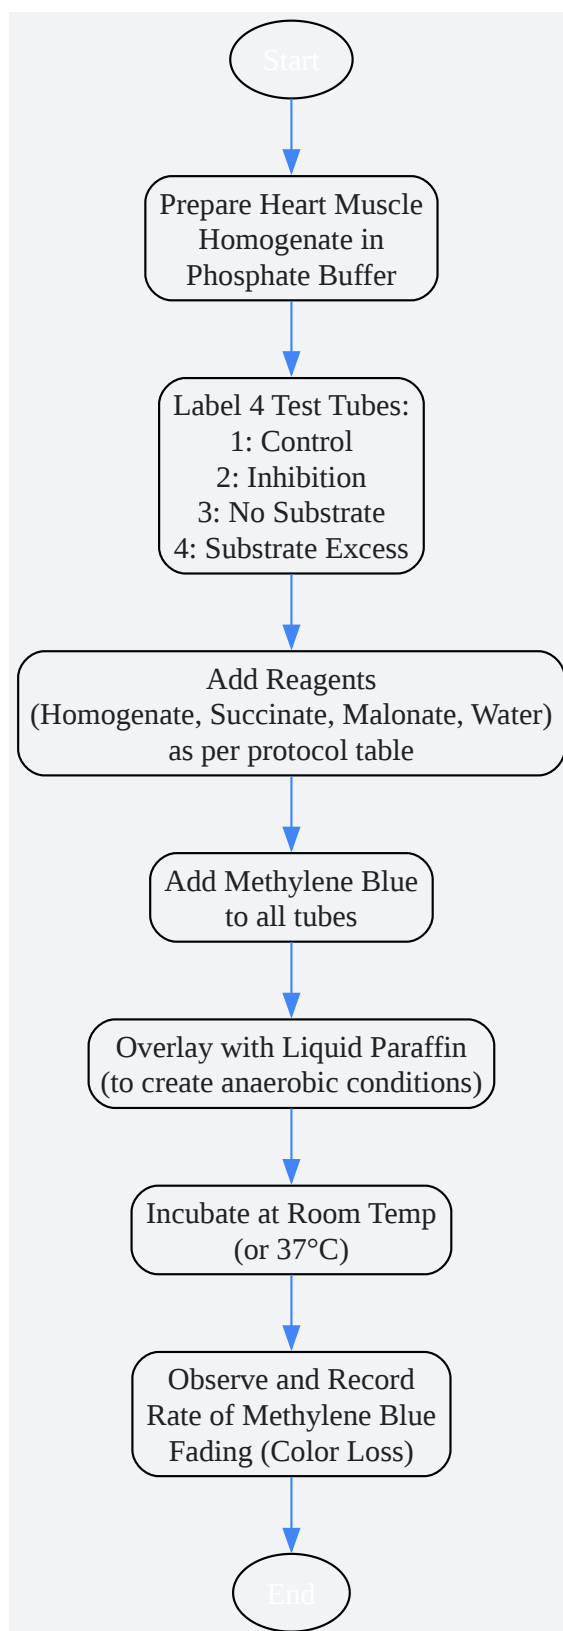 Start
Prepare Heart Muscle
Homogenate in
Phosphate Buffer
Label 4 Test Tubes:
1: Control
2: Inhibition
3: No Substrate
4: Substrate Excess
Add Reagents
(Homogenate, Succinate, Malonate, Water)
as per protocol table
Add Methylene Blue
to all tubes
Overlay with Liquid Paraffin
(to create anaerobic conditions)
Incubate at Room Temp
(or 37°C)
Observe and Record
Rate of Methylene Blue
Fading (Color Loss)
End